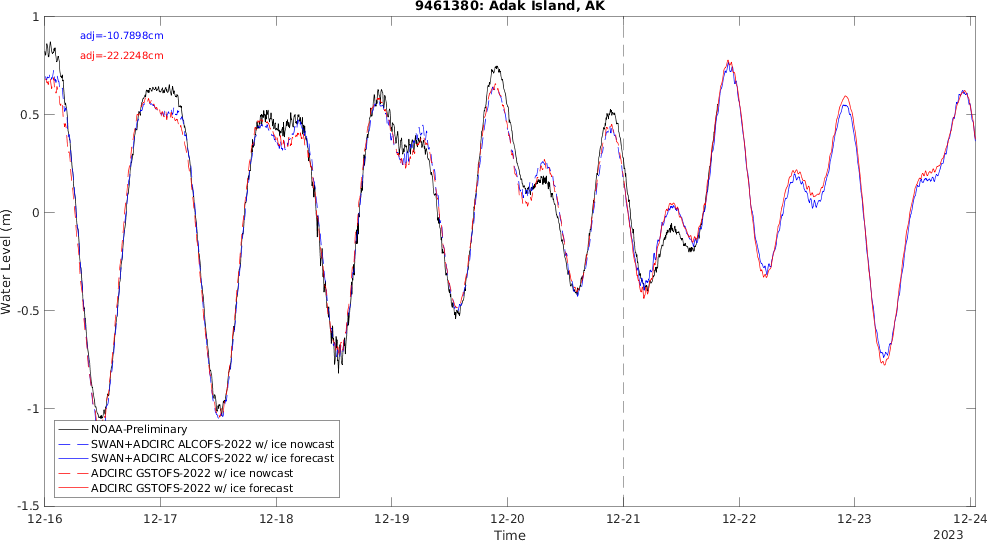 9461380: Adak Island, AK
adj=-10.7898cm
adj=-22.2248cm
Water Level (m)
1
0.5
0
-0.5
-1
-1.5
NOAA-Preliminary
SWAN+ADCIRC ALCOFS-2022 w/ ice nowcast
SWAN+ADCIRC ALCOFS-2022 w/ ice forecast
ADCIRC GSTOFS-2022 w/ ice nowcast
ADCIRC GSTOFS-2022 w/ ice forecast
12-16 12-17 12-18 12-19 12-20 12-21 12-22 12-23 12-24
Time
2023